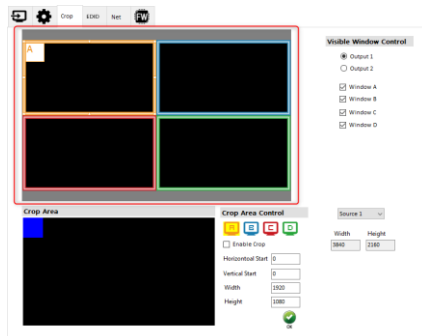 Crop EDID Net FW
A
Visible Window Control
Output 1
Output 2
Window A
Window B
Window C
Window D
Crop Area
Crop Area Control
A B C D
Enable Crop
Horizontoal Start 0
Vertical Start 0
Width 1920
Height 1080
Ok
Source 1
Width Height
3840 2160